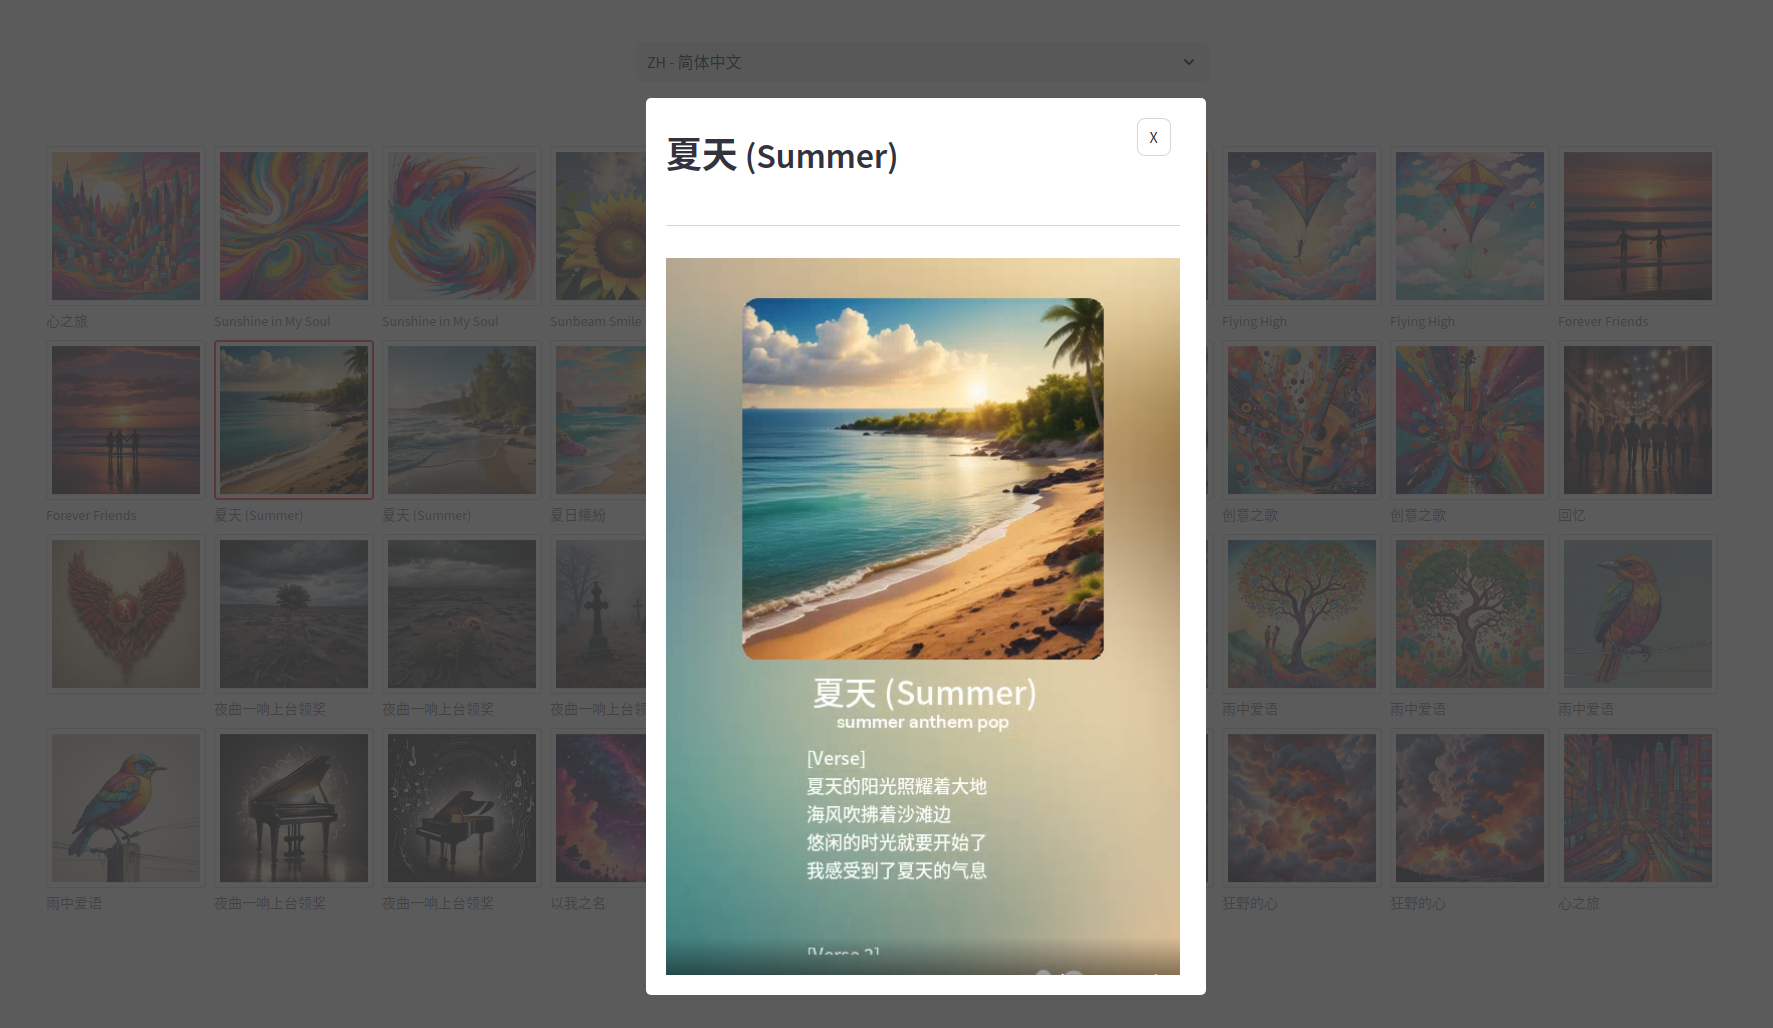 ZH - 简体中文
夏天 (Summer)
X
心之旅
Sunshine in My Soul
Sunshine in My Soul
Sunbeam Smile
Flying High
Flying High
Forever Friends
Forever Friends
夏天 (Summer)
夏天 (Summer)
夏日缤纷
创意之歌
创意之歌
回忆
夜曲一响上台领奖
夜曲一响上台领奖
夜曲一响上台领
雨中爱语
雨中爱语
雨中爱语
雨中爱语
夜曲一响上台领奖
夜曲一响上台领奖
以我之名
狂野的心
狂野的心
心之旅
夏天 (Summer)
summer anthem pop
[Verse]
夏天的阳光照耀着大地
海风吹拂着沙滩边
悠闲的时光就要开始了
我感受到了夏天的气息
[Verse 2]